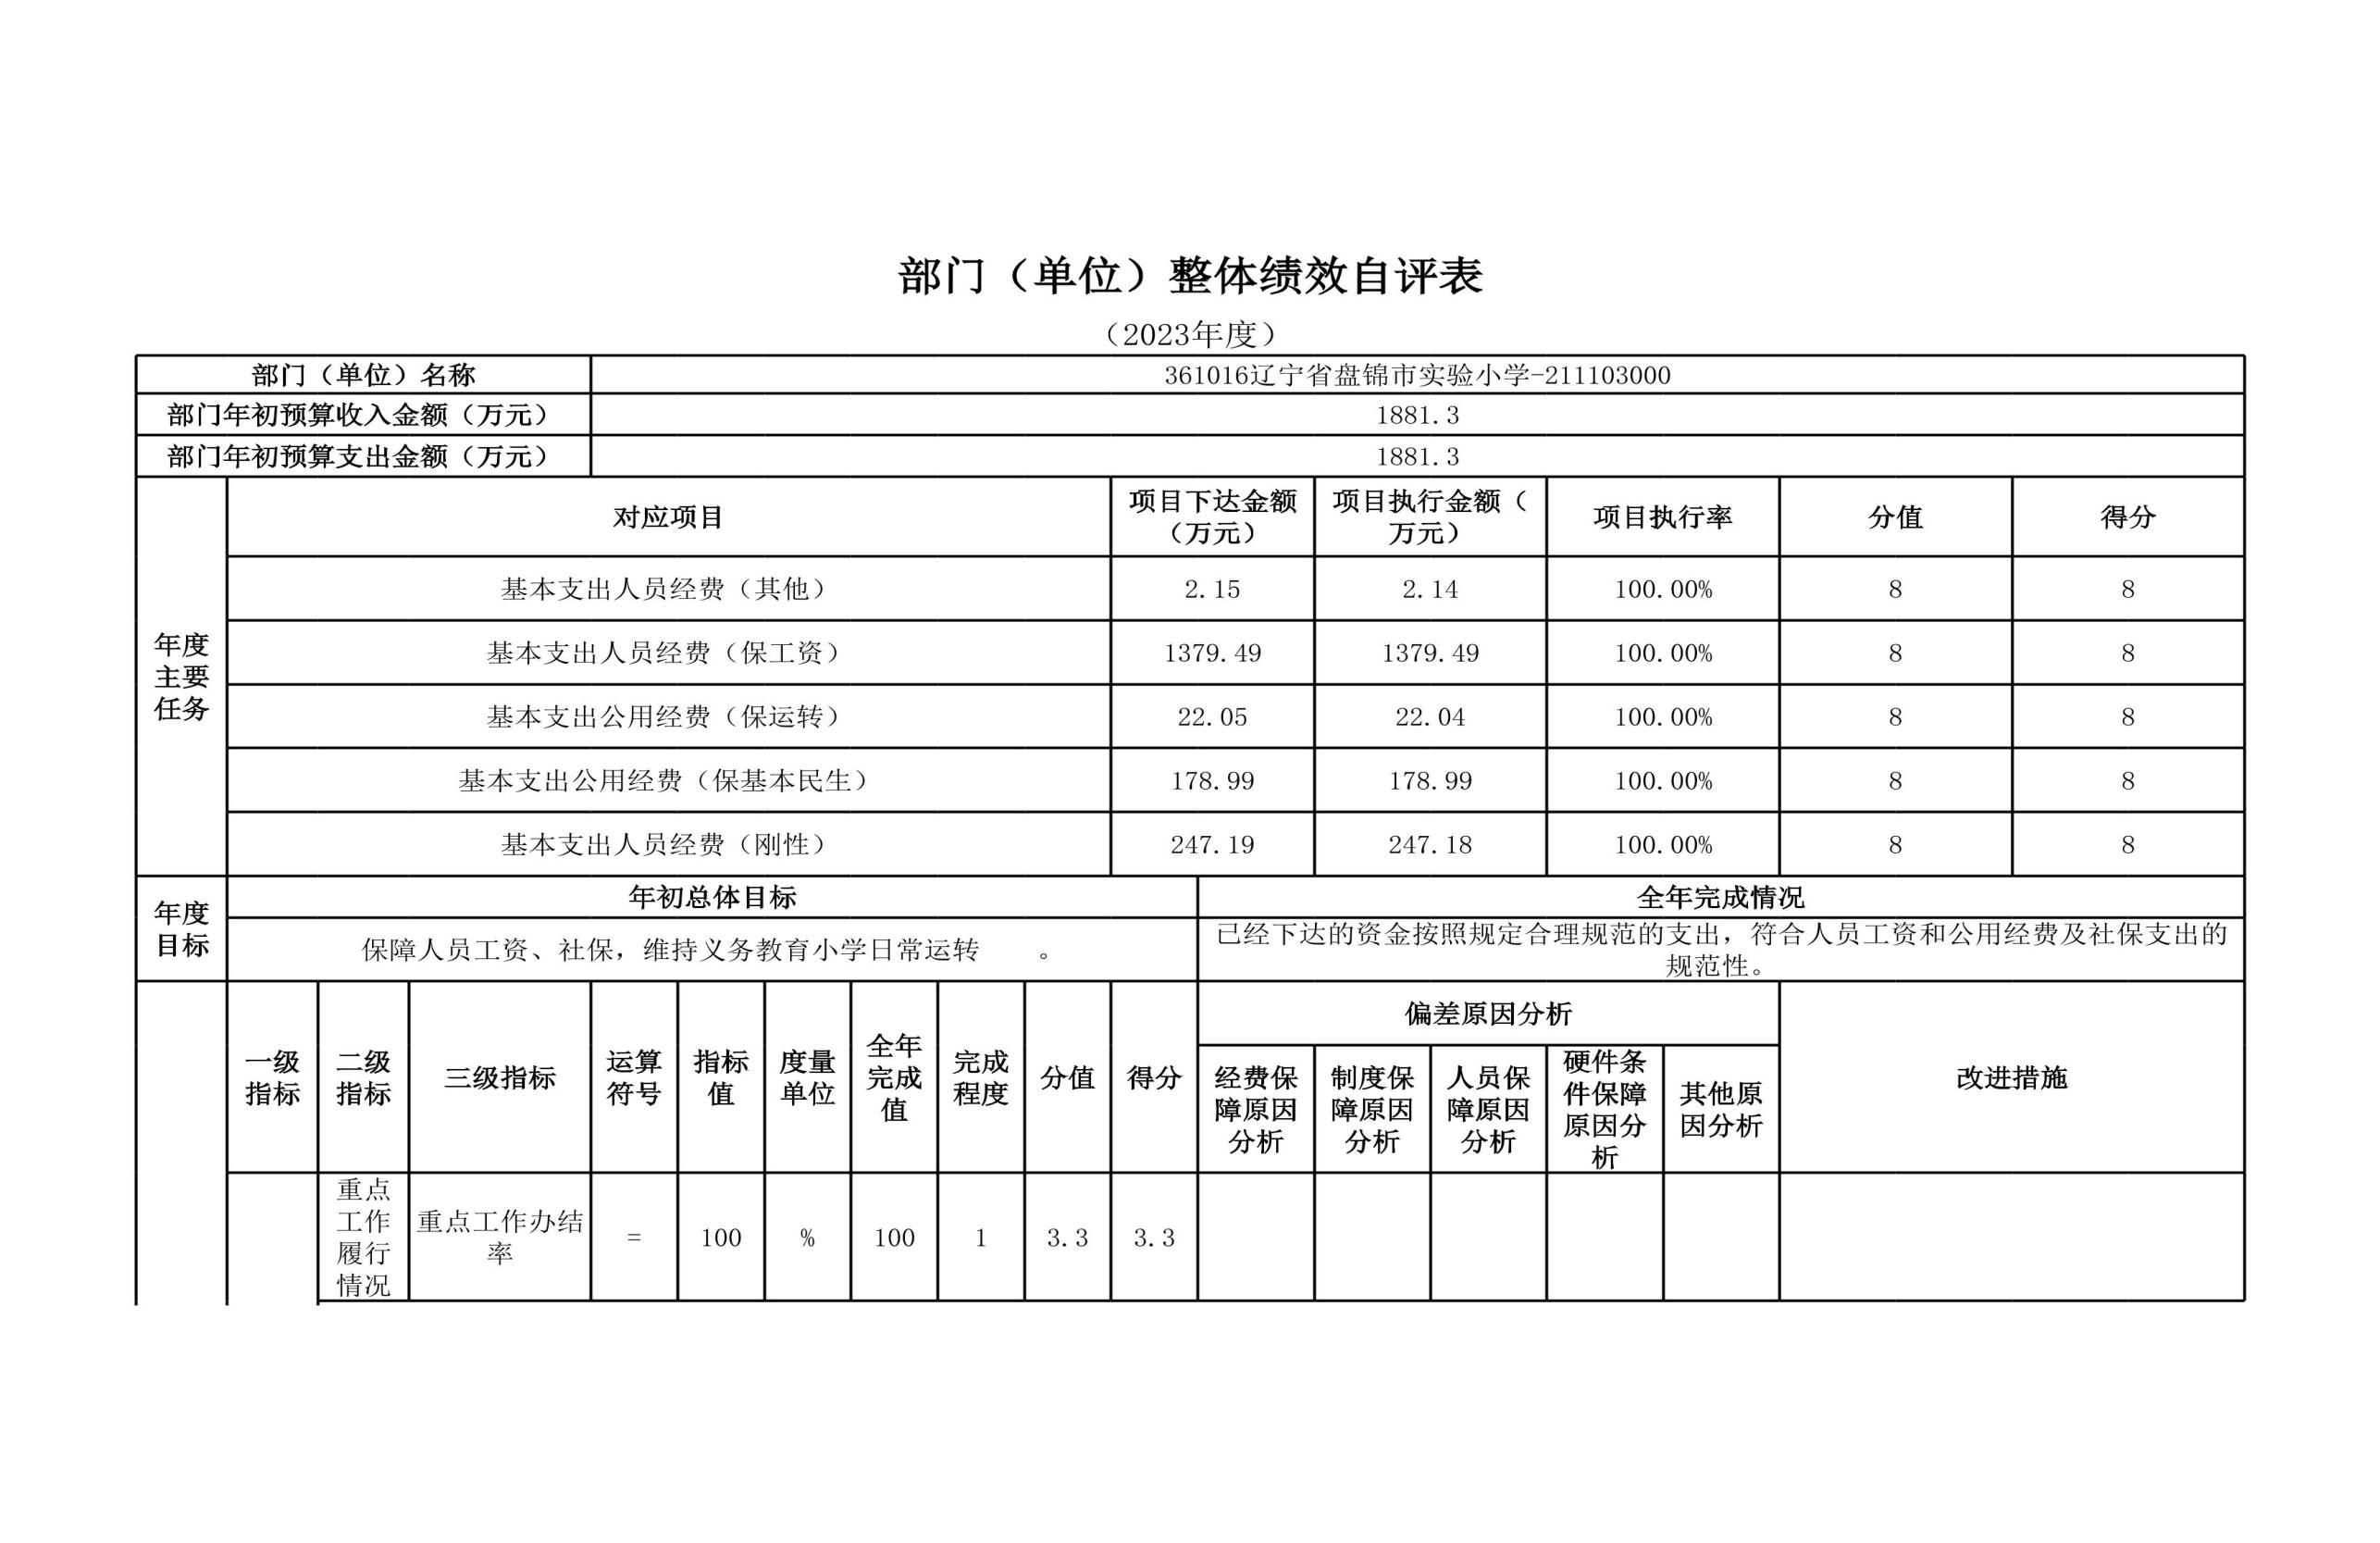 部门（单位）整体绩效自评表
（2023年度）
部门（单位）名称 361016辽宁省盘锦市实验小学-211103000
部门年初预算收入金额（万元） 1881.3
部门年初预算支出金额（万元） 1881.3
年度
主要
任务
对应项目
项目下达金额
（万元）
项目执行金额（
万元）
项目执行率
分值
得分
基本支出人员经费（其他） 2.15 2.14 100.00% 8 8
基本支出人员经费（保工资） 1379.49 1379.49 100.00% 8 8
基本支出公用经费（保运转） 22.05 22.04 100.00% 8 8
基本支出公用经费（保基本民生） 178.99 178.99 100.00% 8 8
基本支出人员经费（刚性） 247.19 247.18 100.00% 8 8
年度
目标
年初总体目标 全年完成情况
保障人员工资、社保，维持义务教育小学日常运转 。
已经下达的资金按照规定合理规范的支出，符合人员工资和公用经费及社保支出的
规范性。
一级
指标
二级
指标
三级指标
运算
符号
指标
值
度量
单位
全年
完成
值
完成
程度
分值
得分
偏差原因分析
经费保
障原因
分析
制度保
障原因
分析
人员保
障原因
分析
硬件条
件保障
原因分
析
其他原
因分析
改进措施
重点
工作
履行
情况
重点工作办结
率
= 100 % 100 1 3.3 3.3